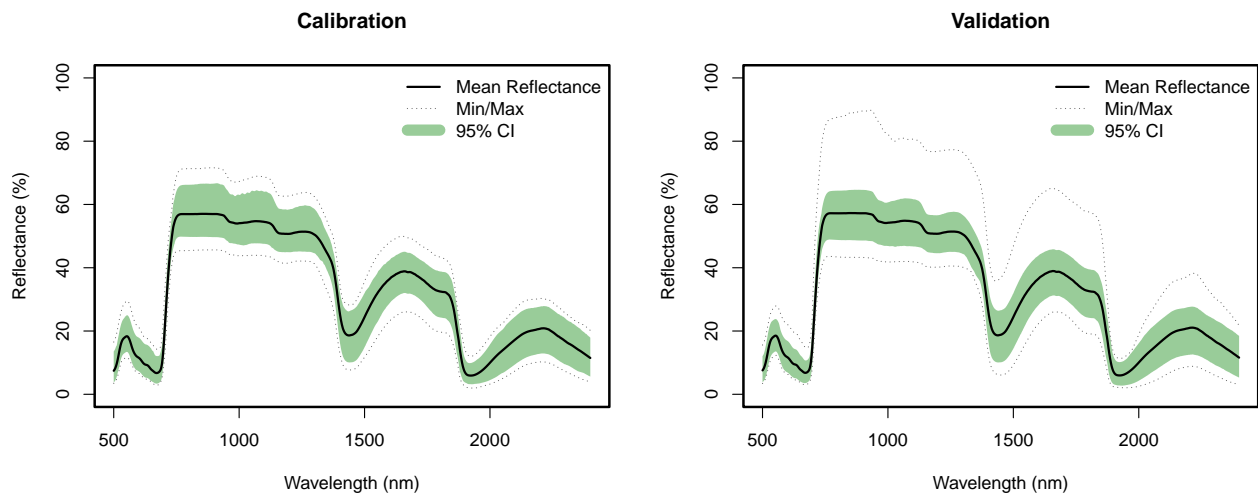 Calibration
Reflectance (%)
100
80
60
40
20
0
Mean Reflectance
Min/Max
95% CI
500
1000
1500
2000
Wavelength (nm)
Validation
Reflectance (%)
100
80
60
40
20
0
Mean Reflectance
Min/Max
95% CI
500
1000
1500
2000
Wavelength (nm)